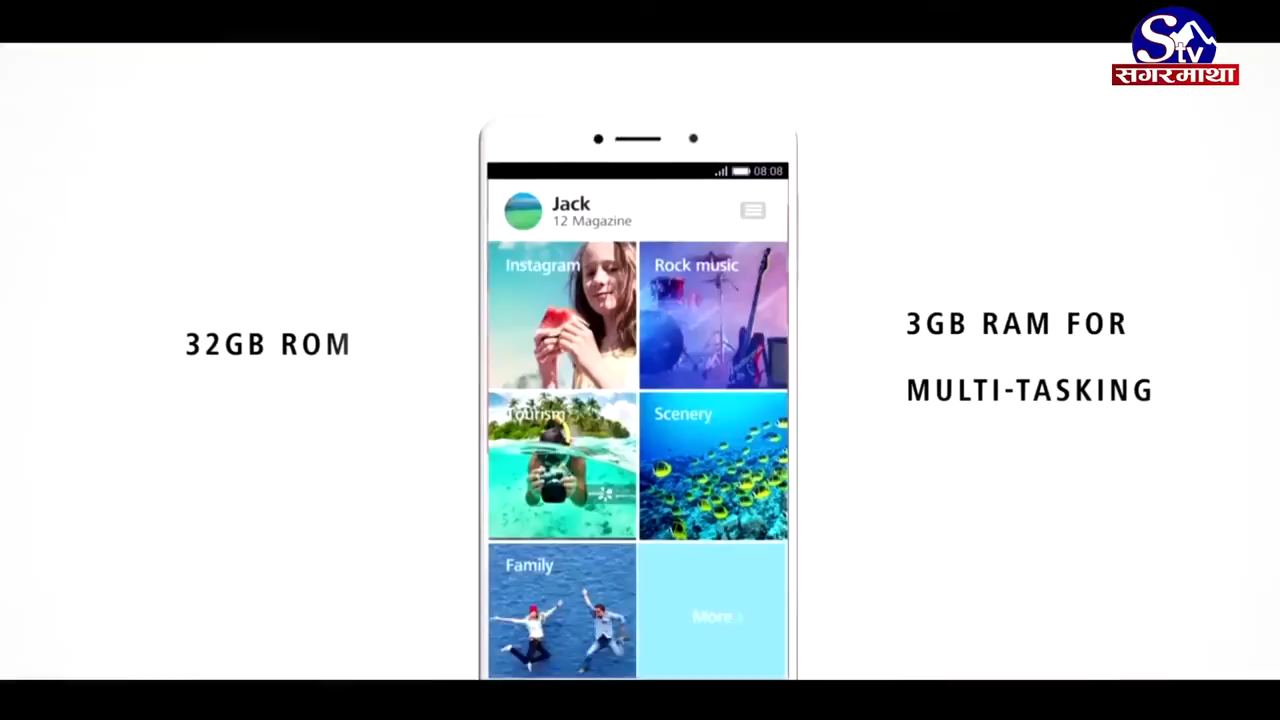 Stv
सगरमाथा
08:08
Jack
12 Magazine
Instagram
Rock music
Tourism
Scenery
Family
More ›
32GB ROM
3GB RAM FOR
MULTI-TASKING